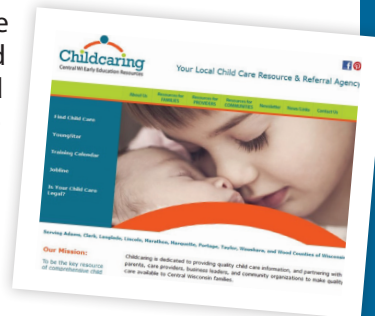 e
d
l
Childcaring
Central WI Early Education Resources
Your Local Child Care Resource & Referral Agency
About Us
Resources for FAMILIES
Resources for PROVIDERS
Resources for COMMUNITIES
Newsletter
Contact Us
Find Child Care
YoungStar
Training Calendar
Jobline
Is Your Child Care
Legal?
Serving Adams, Clark, Langlade, Lincoln, Marathon, Marquette, Portage, Taylor, Waushara, and Wood Counties of Wisconsin
Our Mission:
To be the key resource
of comprehensive child
Childcaring is dedicated to providing quality child care information, and partnering with
parents, care providers, business leaders, and community organizations to make quality
care available to Central Wisconsin families.